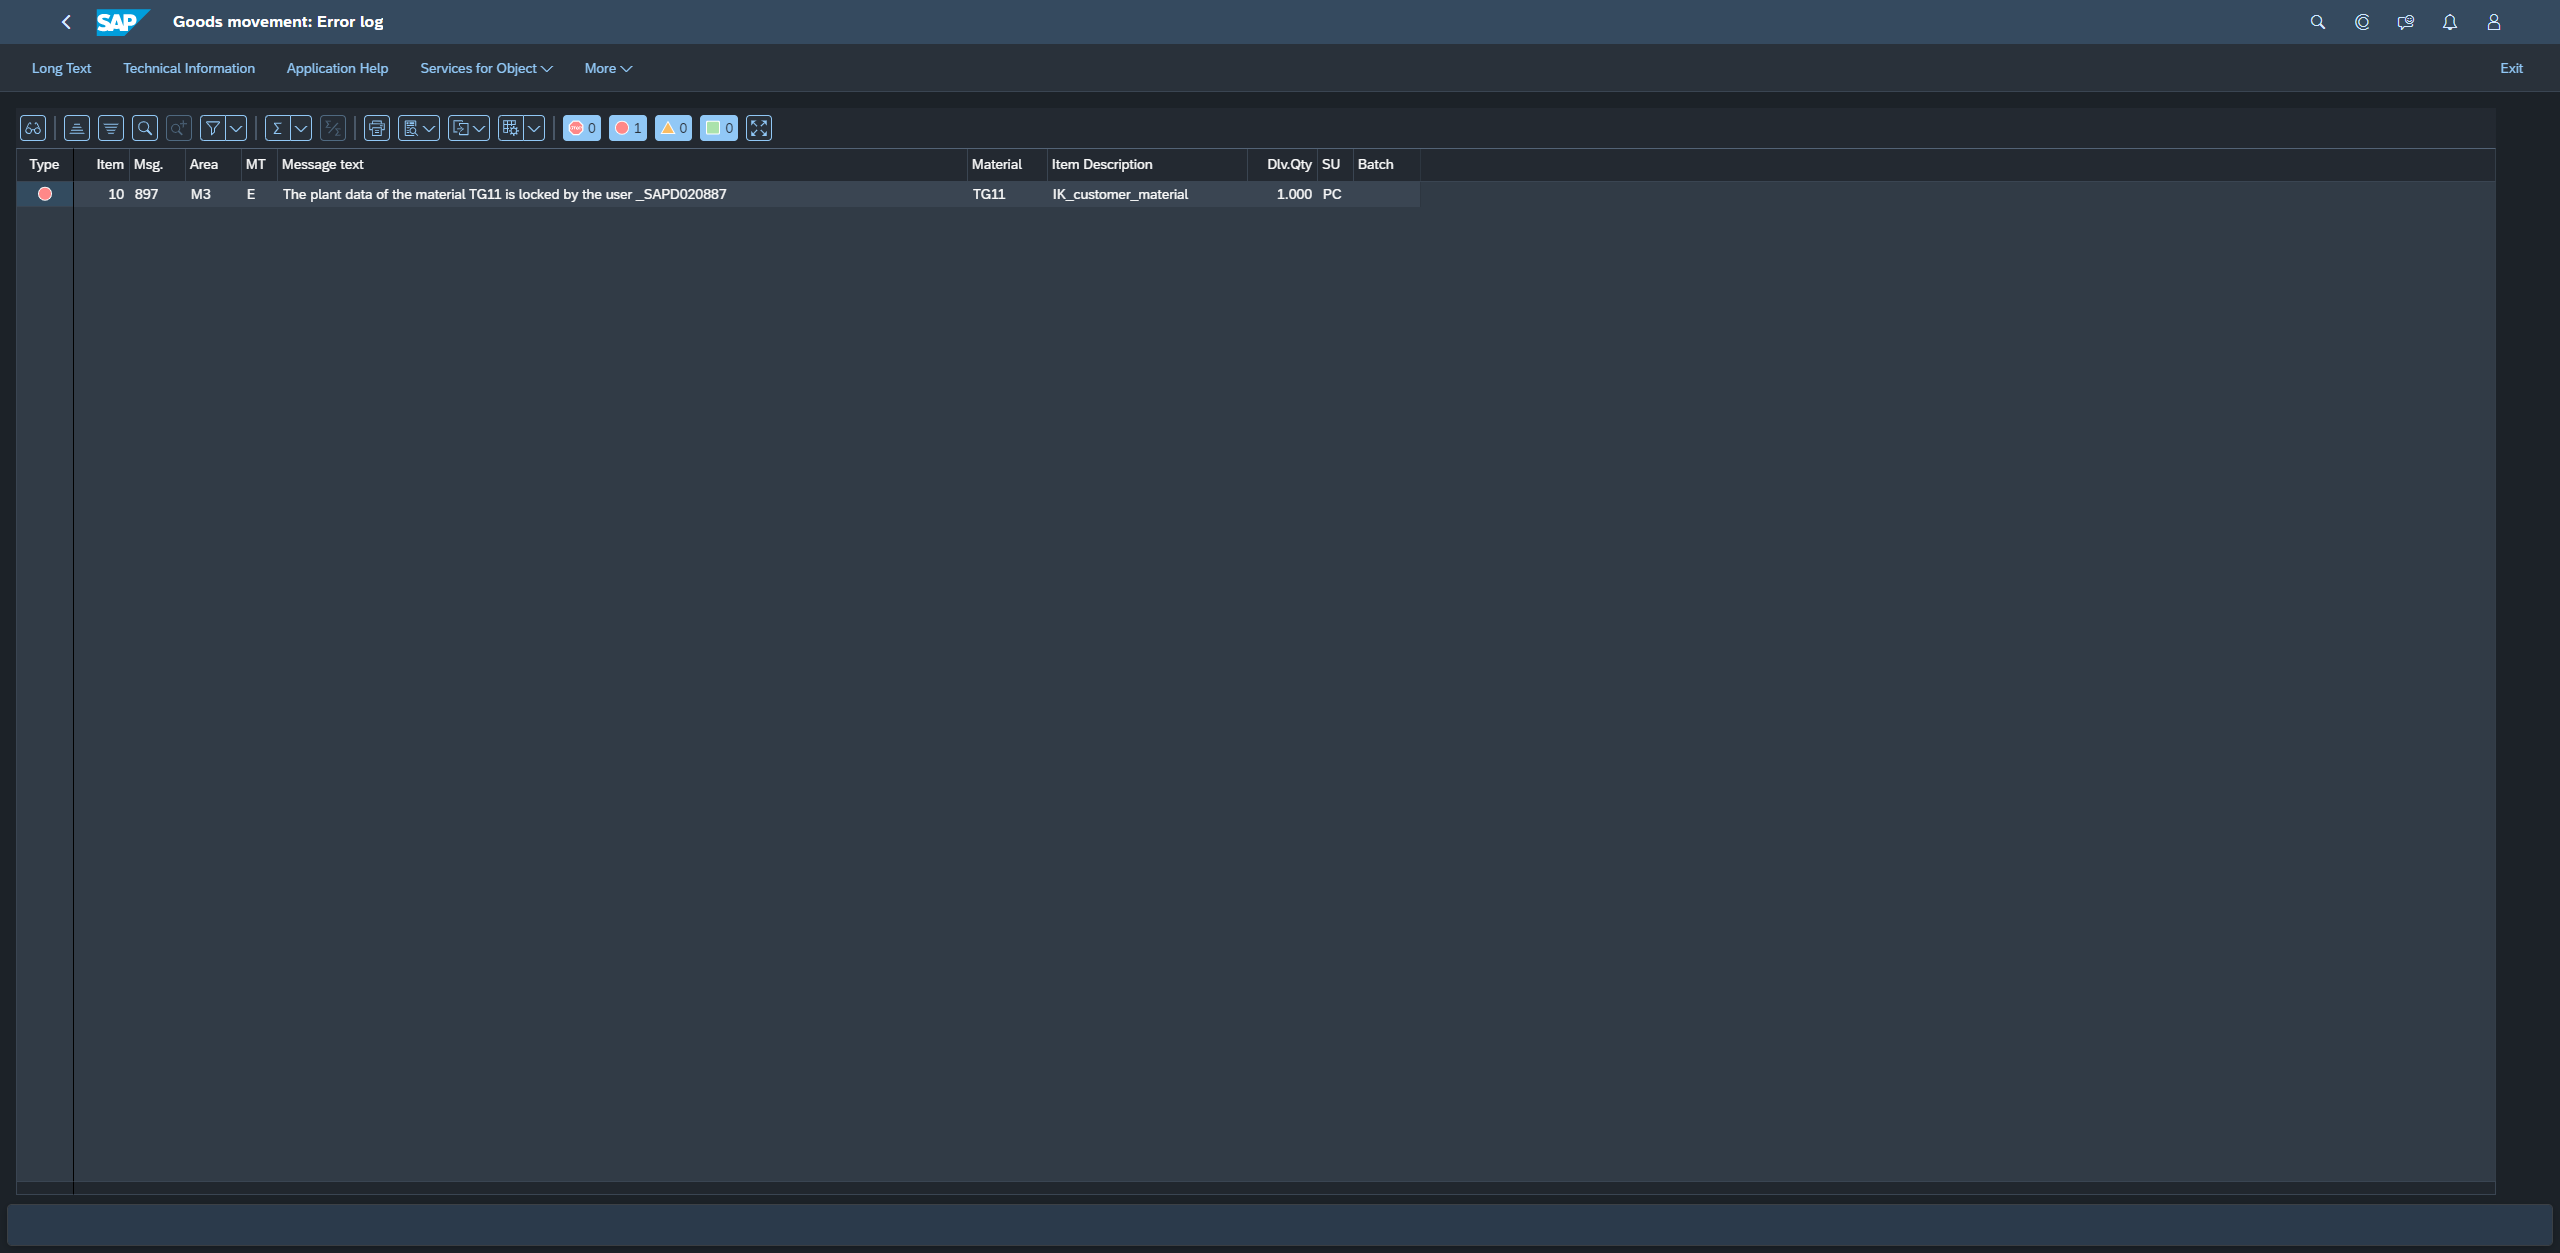 SAP Goods movement: Error log
Long Text Technical Information Application Help Services for Object More Exit
0 1 0 0
Type Item Msg. Area MT Message text Material Item Description Dlv.Qty SU Batch
10 897 M3 E The plant data of the material TG11 is locked by the user _SAPD020887 TG11 IK_customer_material 1.000 PC